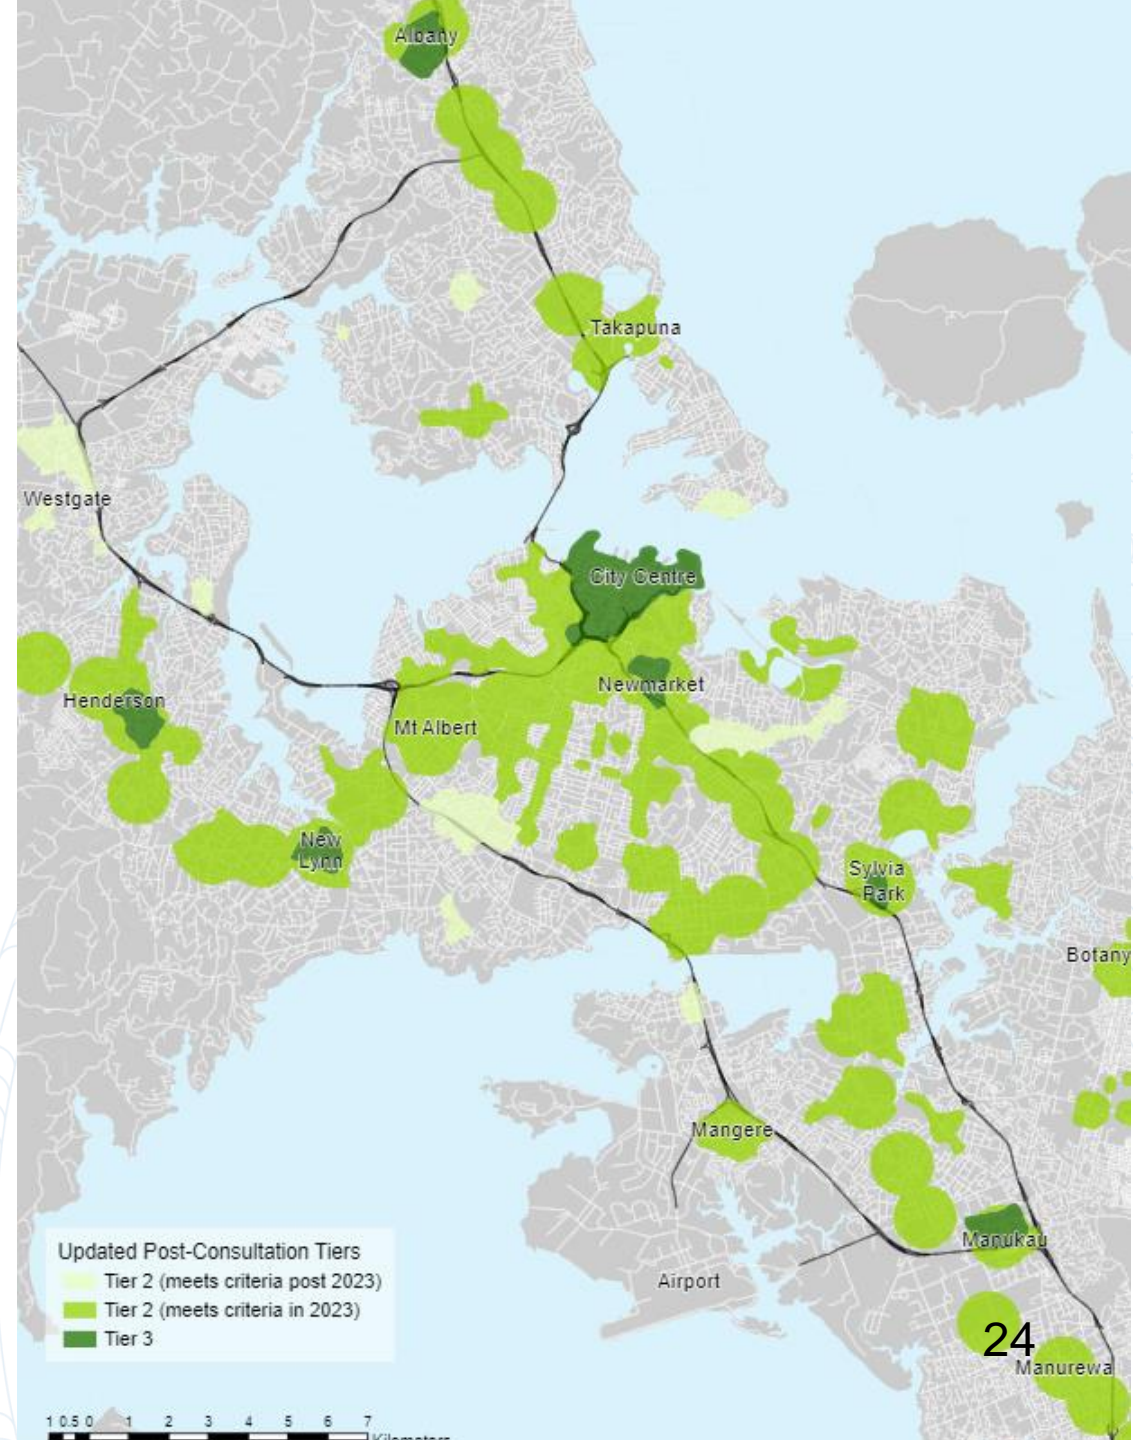 Albany
Takapuna
Westgate
City Centre
Henderson
Newmarket
Mt Albert
New
Lynn
Sylvia
Park
Botany
Mangere
Manukau
Airport
Updated Post-Consultation Tiers
Tier 2 (meets criteria post 2023)
Tier 2 (meets criteria in 2023)
Tier 3
24
Manurewa
1 0.5 0 1 2 3 4 5 6 7
Kilometers